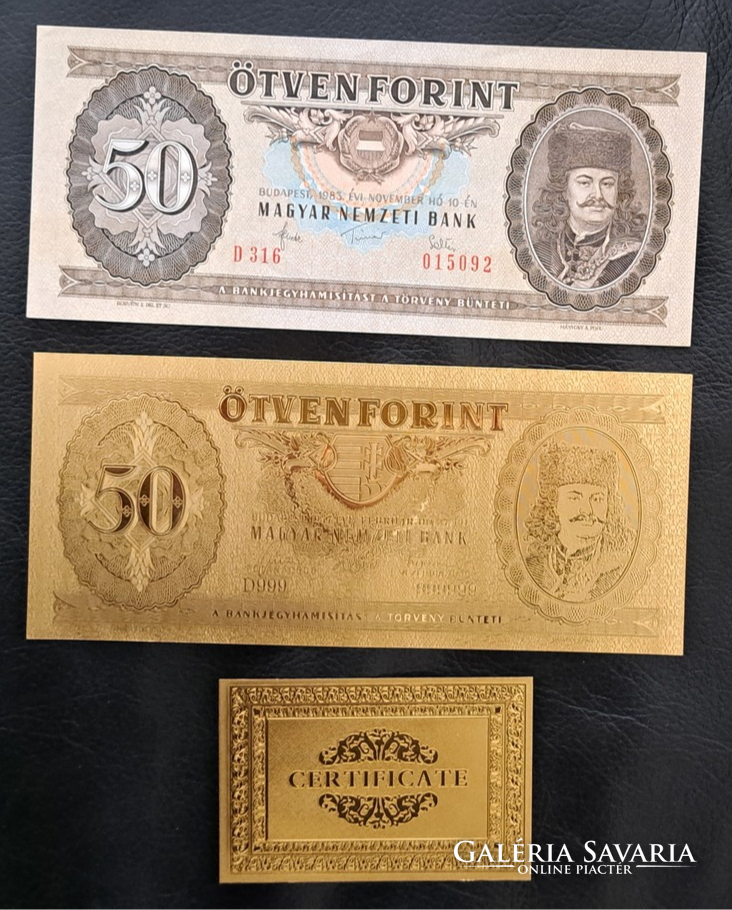 ÖTVEN FORINT
50
BUDAPEST, 1983. ÉVI NOVEMBER HÓ 10-ÉN
MAGYAR NEMZETI BANK
D 316 015092
A BANKJEGYHAMISÍTÁST A TÖRVÉNY BÜNTETI
ÖTVEN FORINT
50
MAGYAR NEMZETI BANK
D999 999999
A BANKJEGYHAMISÍTÁST A TÖRVÉNY BÜNTETI
CERTIFICATE
GALÉRIA SAVARIA
ONLINE PIACTÉR